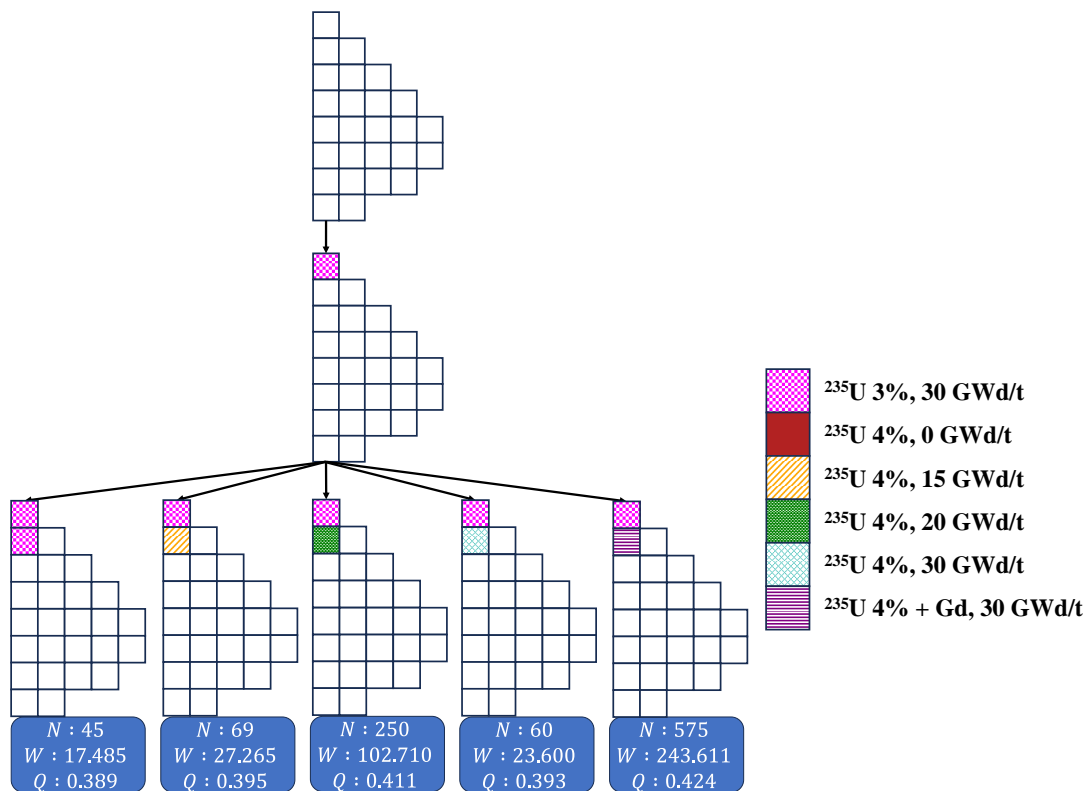 ²³⁵U 3%, 30 GWd/t
²³⁵U 4%, 0 GWd/t
²³⁵U 4%, 15 GWd/t
²³⁵U 4%, 20 GWd/t
²³⁵U 4%, 30 GWd/t
²³⁵U 4% + Gd, 30 GWd/t
N : 45
W : 17.485
Q : 0.389
N : 69
W : 27.265
Q : 0.395
N : 250
W : 102.710
Q : 0.411
N : 60
W : 23.600
Q : 0.393
N : 575
W : 243.611
Q : 0.424